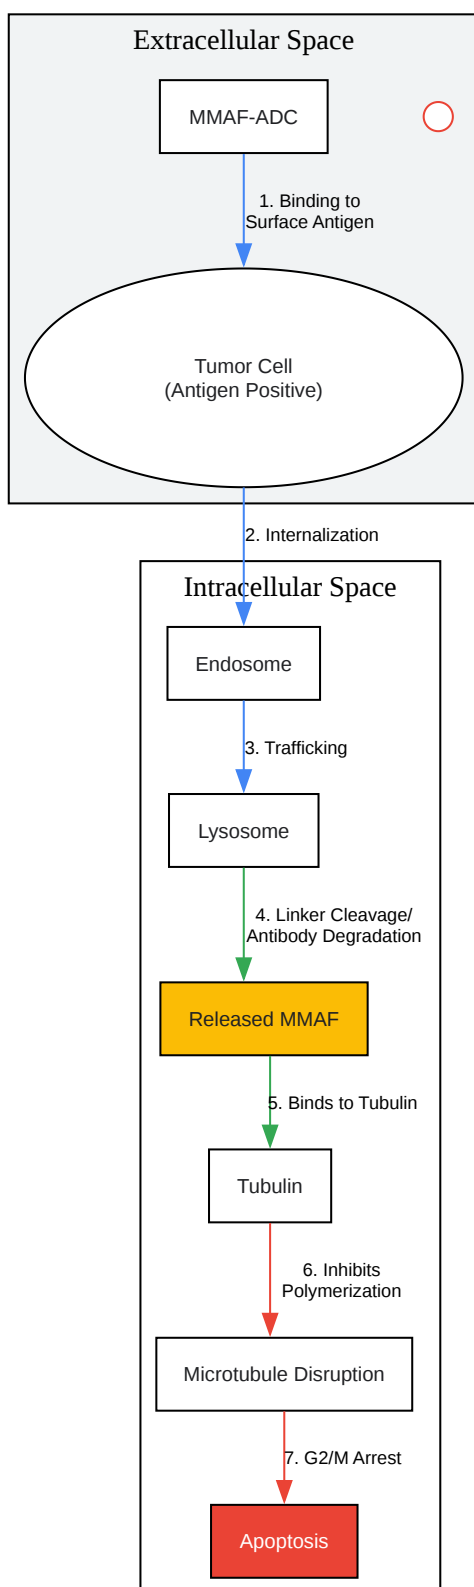 Extracellular Space
MMAF-ADC
1. Binding to
Surface Antigen
Tumor Cell
(Antigen Positive)
2. Internalization
Intracellular Space
Endosome
3. Trafficking
Lysosome
4. Linker Cleavage/
Antibody Degradation
Released MMAF
5. Binds to Tubulin
Tubulin
6. Inhibits
Polymerization
Microtubule Disruption
7. G2/M Arrest
Apoptosis